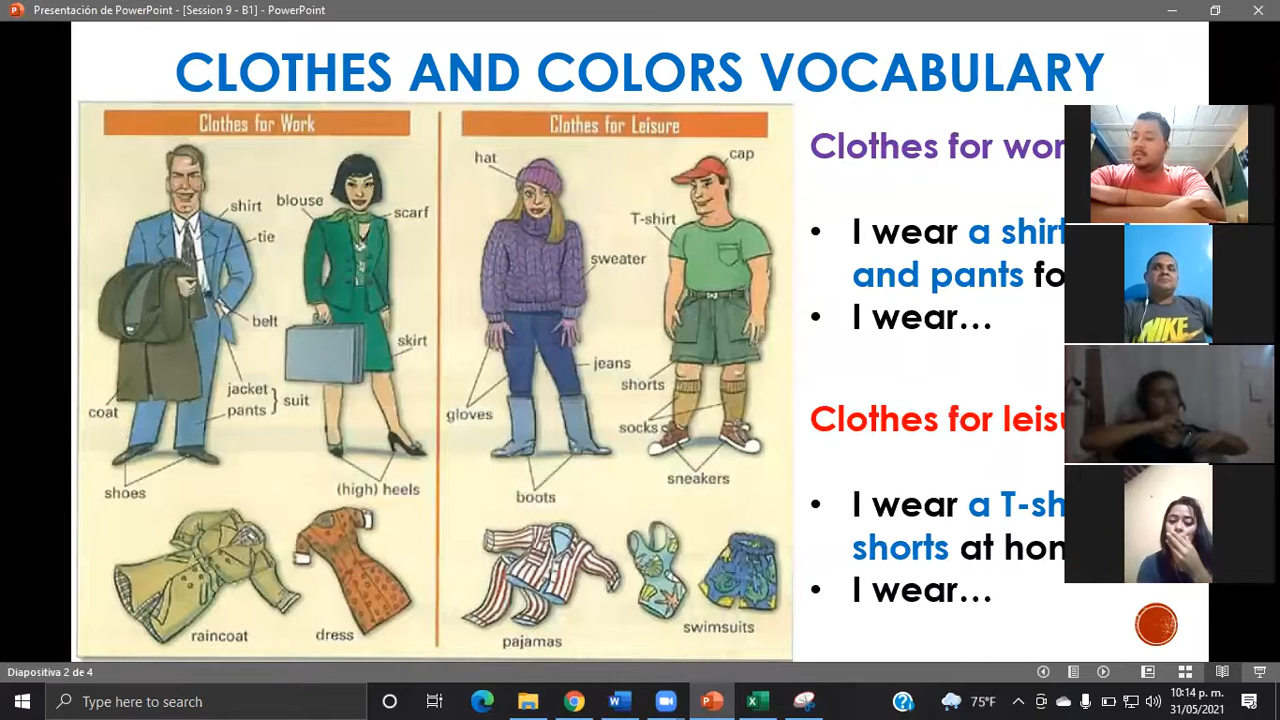 Presentación de PowerPoint - [Session 9 - B1] - PowerPoint
CLOTHES AND COLORS VOCABULARY
Clothes for Work
shirt
tie
blouse
scarf
belt
skirt
jacket
pants
suit
coat
shoes
(high) heels
raincoat
dress
Clothes for Leisure
hat
cap
T-shirt
sweater
jeans
shorts
gloves
socks
sneakers
boots
pajamas
swimsuits
Clothes for wor
• I wear a shirt
and pants fo
• I wear...
Clothes for leisu
• I wear a T-sh
shorts at hon
• I wear...
NIKE
Diapositiva 2 de 4
Type here to search
75°F
10:14 p. m.
31/05/2021